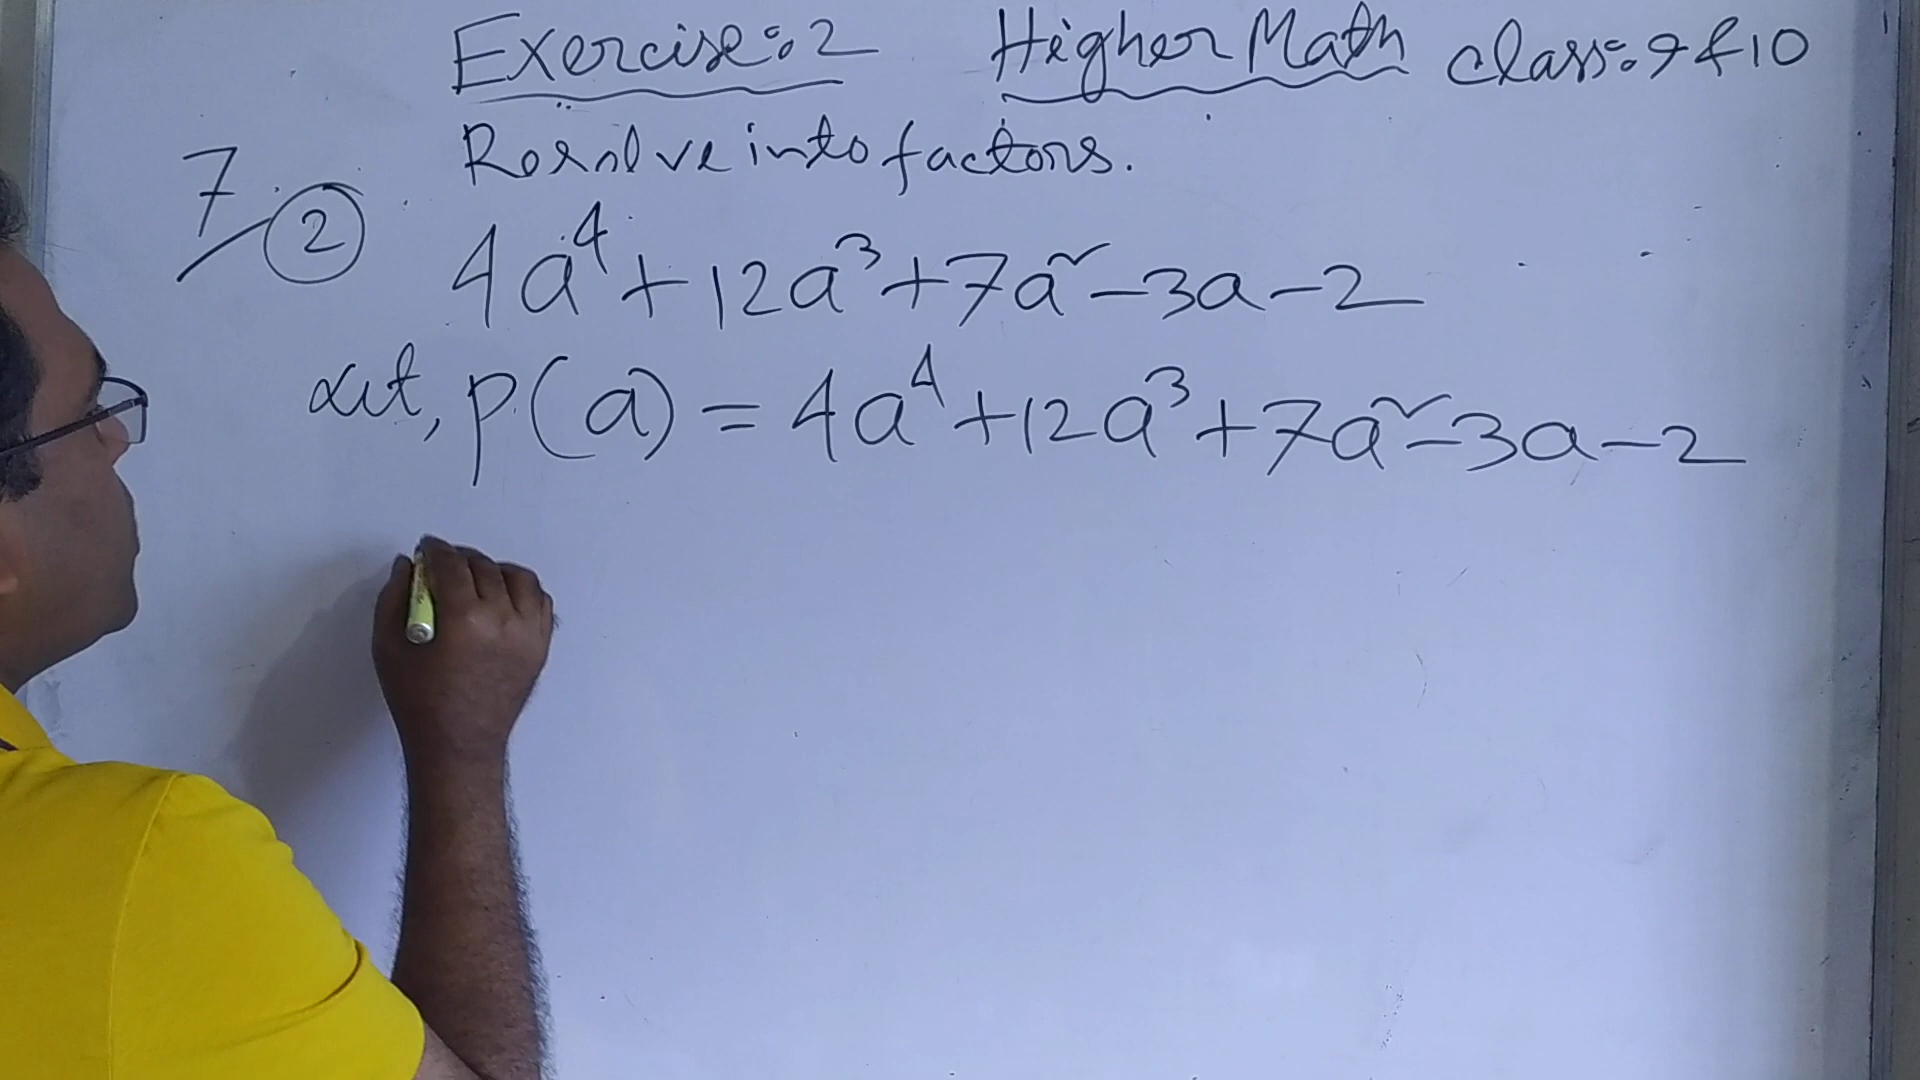 Exercise:2 Higher Math class: 9 & 10
Resolve into factors.
7 2
4a⁴+12a³+7a²-3a-2
Let, p(a) = 4a⁴+12a³+7a²-3a-2